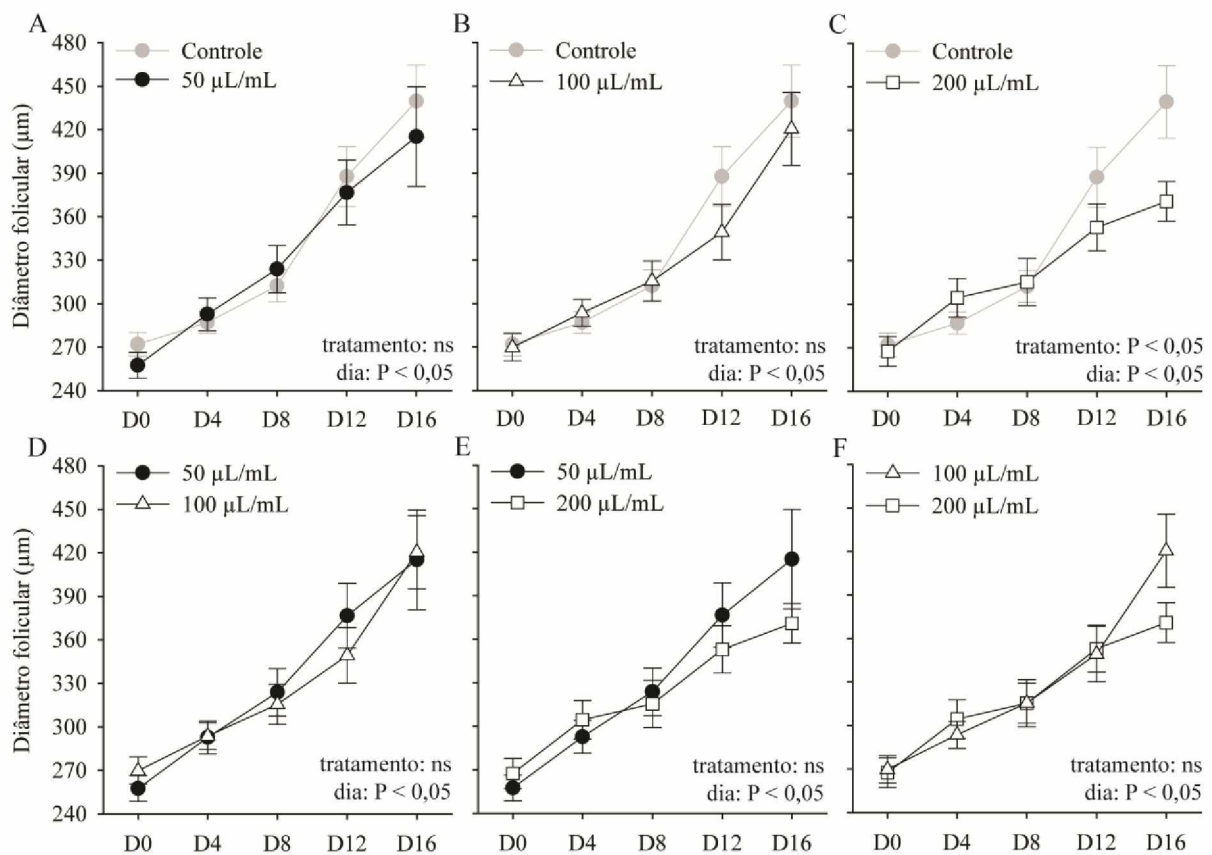 A
480
450
420
390
360
330
300
270
240
Diâmetro folicular (µm)
Controle
50 µL/mL
tratamento: ns
dia: P < 0,05
D0 D4 D8 D12 D16
B
Controle
100 µL/mL
tratamento: ns
dia: P < 0,05
D0 D4 D8 D12 D16
C
Controle
200 µL/mL
tratamento: P < 0,05
dia: P < 0,05
D0 D4 D8 D12 D16
D
480
450
420
390
360
330
300
270
240
Diâmetro folicular (µm)
50 µL/mL
100 µL/mL
tratamento: ns
dia: P < 0,05
D0 D4 D8 D12 D16
E
50 µL/mL
200 µL/mL
tratamento: ns
dia: P < 0,05
D0 D4 D8 D12 D16
F
100 µL/mL
200 µL/mL
tratamento: ns
dia: P < 0,05
D0 D4 D8 D12 D16